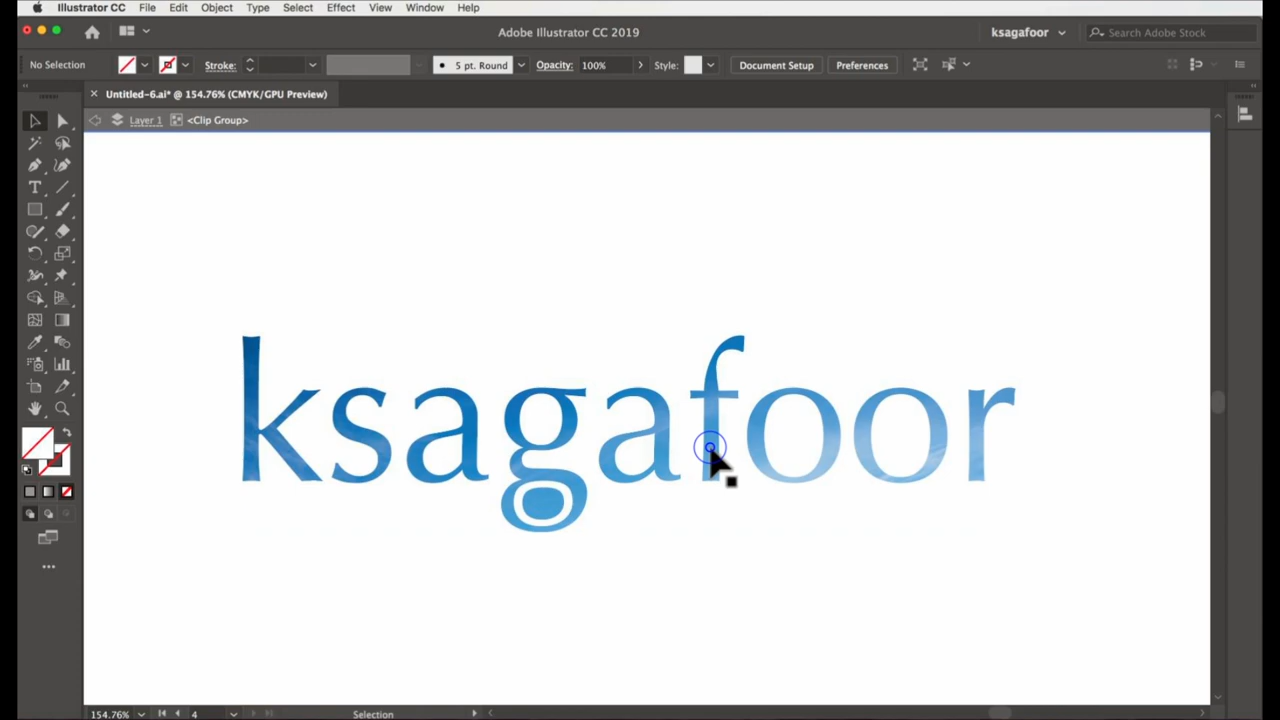 Illustrator CC File Edit Object Type Select Effect View Window Help
Adobe Illustrator CC 2019
ksagafoor
Search Adobe Stock
No Selection Stroke: 5 pt. Round Opacity: 100% Style: Document Setup Preferences
Untitled-6.ai* @ 154.76% (CMYK/GPU Preview)
Layer 1 <Clip Group>
ksagafoor
154.76% 4 Selection